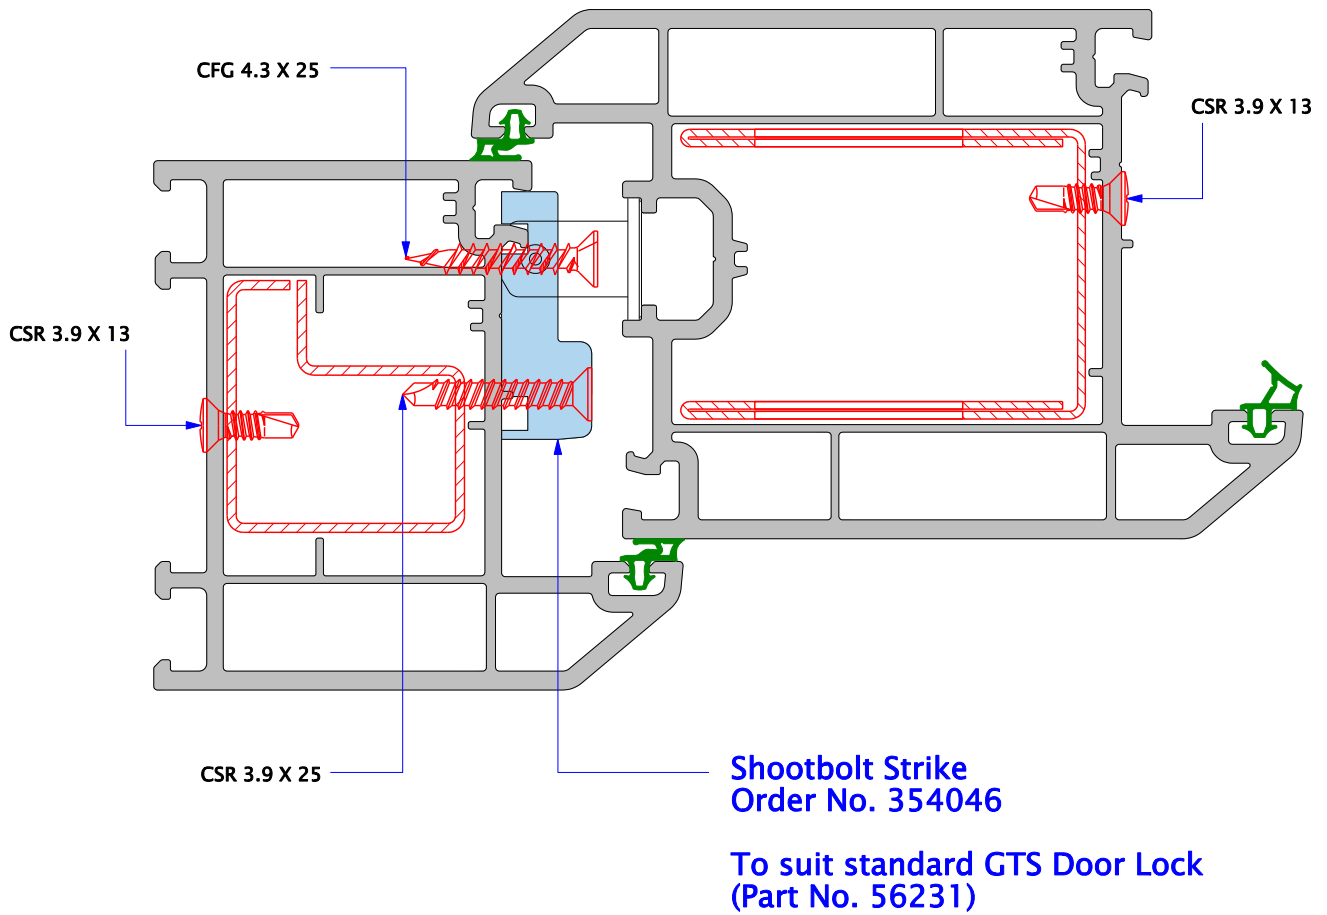 CFG 4.3 X 25
CSR 3.9 X 13
CSR 3.9 X 13
CSR 3.9 X 25
Shootbolt Strike
Order No. 354046
To suit standard GTS Door Lock
(Part No. 56231)